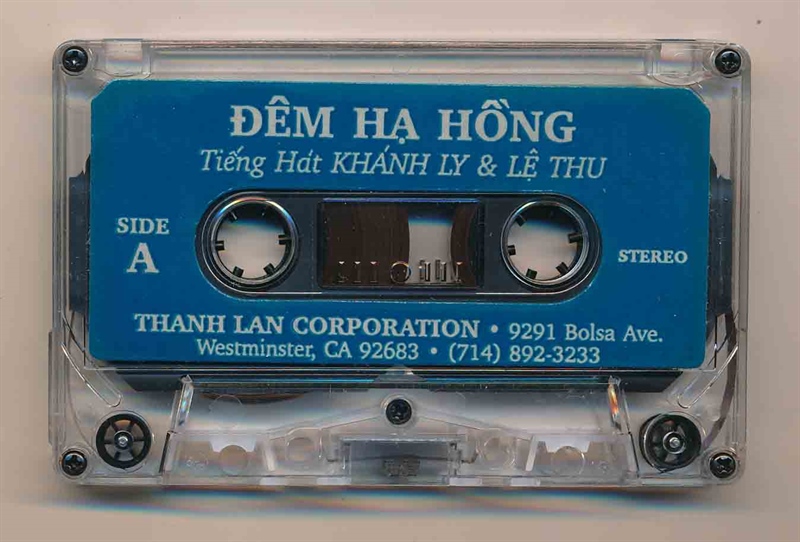 ĐÊM HẠ HỒNG
Tiếng Hát KHÁNH LY & LỆ THU
SIDE
A
STEREO
THANH LAN CORPORATION • 9291 Bolsa Ave.
Westminster, CA 92683 • (714) 892-3233